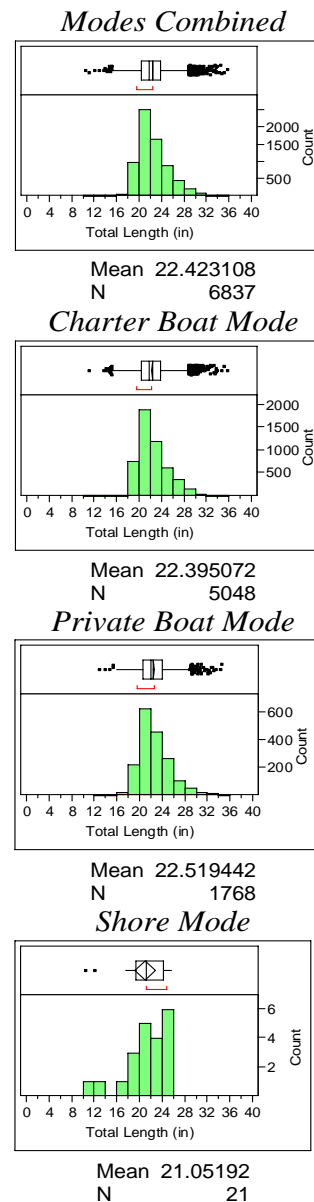 Modes Combined
2000
1500
500
Count
0 4 8 12 16 20 24 28 32 36 40
Total Length (in)
Mean 22.423108
N 6837
Charter Boat Mode
2000
1500
1000
500
Count
0 4 8 12 16 20 24 28 32 36 40
Total Length (in)
Mean 22.395072
N 5048
Private Boat Mode
600
400
200
Count
0 4 8 12 16 20 24 28 32 36 40
Total Length (in)
Mean 22.519442
N 1768
Shore Mode
6
4
2
Count
0 4 8 12 16 20 24 28 32 36 40
Total Length (in)
Mean 21.05192
N 21